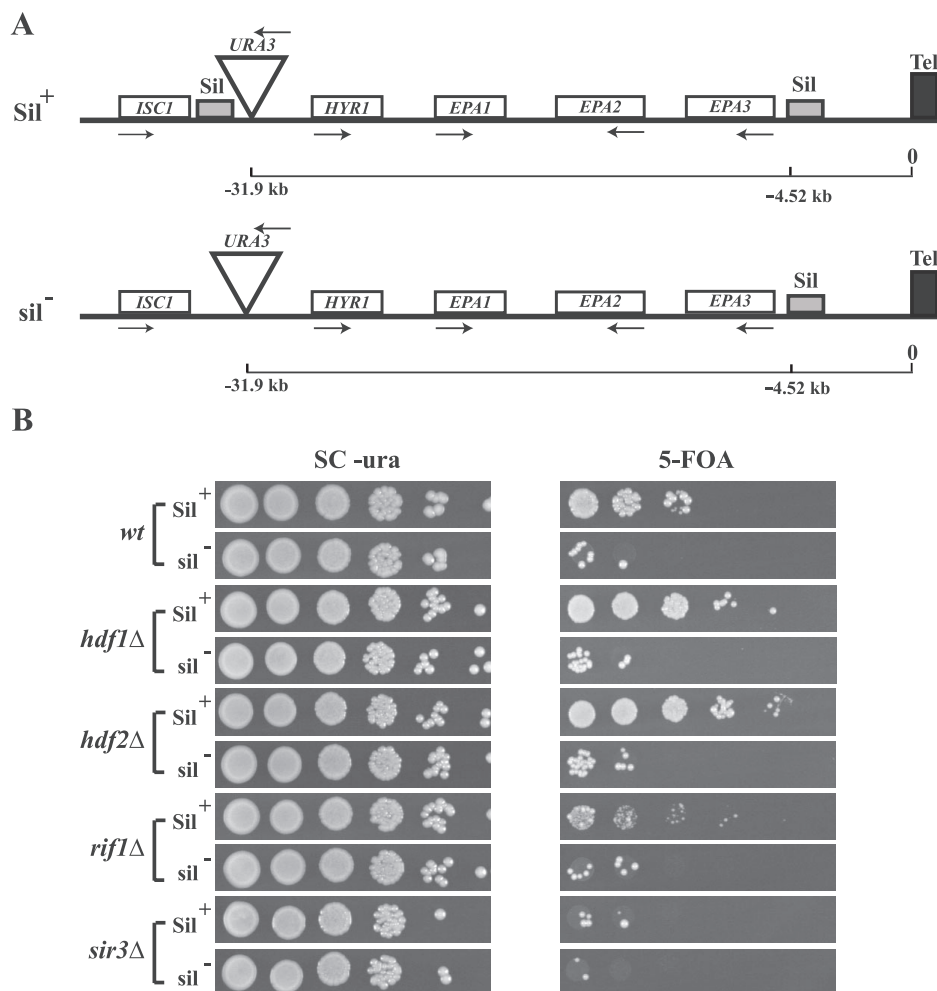 A
URA3
Sil+
Sil
Tel
ISC1
HYR1
EPA1
EPA2
EPA3
Sil
0
-31.9 kb
-4.52 kb
URA3
sil-
Tel
ISC1
HYR1
EPA1
EPA2
EPA3
Sil
0
-31.9 kb
-4.52 kb
B
SC -ura
5-FOA
wt
Sil+
sil-
hdf1Δ
Sil+
sil-
hdf2Δ
Sil+
sil-
rif1Δ
Sil+
sil-
sir3Δ
Sil+
sil-